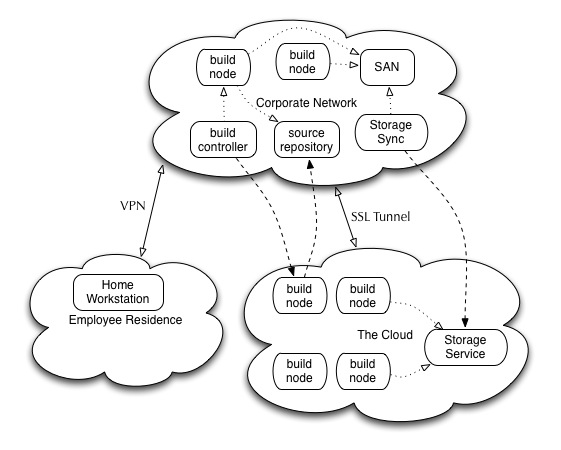 build
node
build
node
SAN
Corporate Network
build
controller
source
repository
Storage
Sync
VPN
SSL Tunnel
Home
Workstation
Employee Residence
build
node
build
node
The Cloud
Storage
Service
build
node
build
node